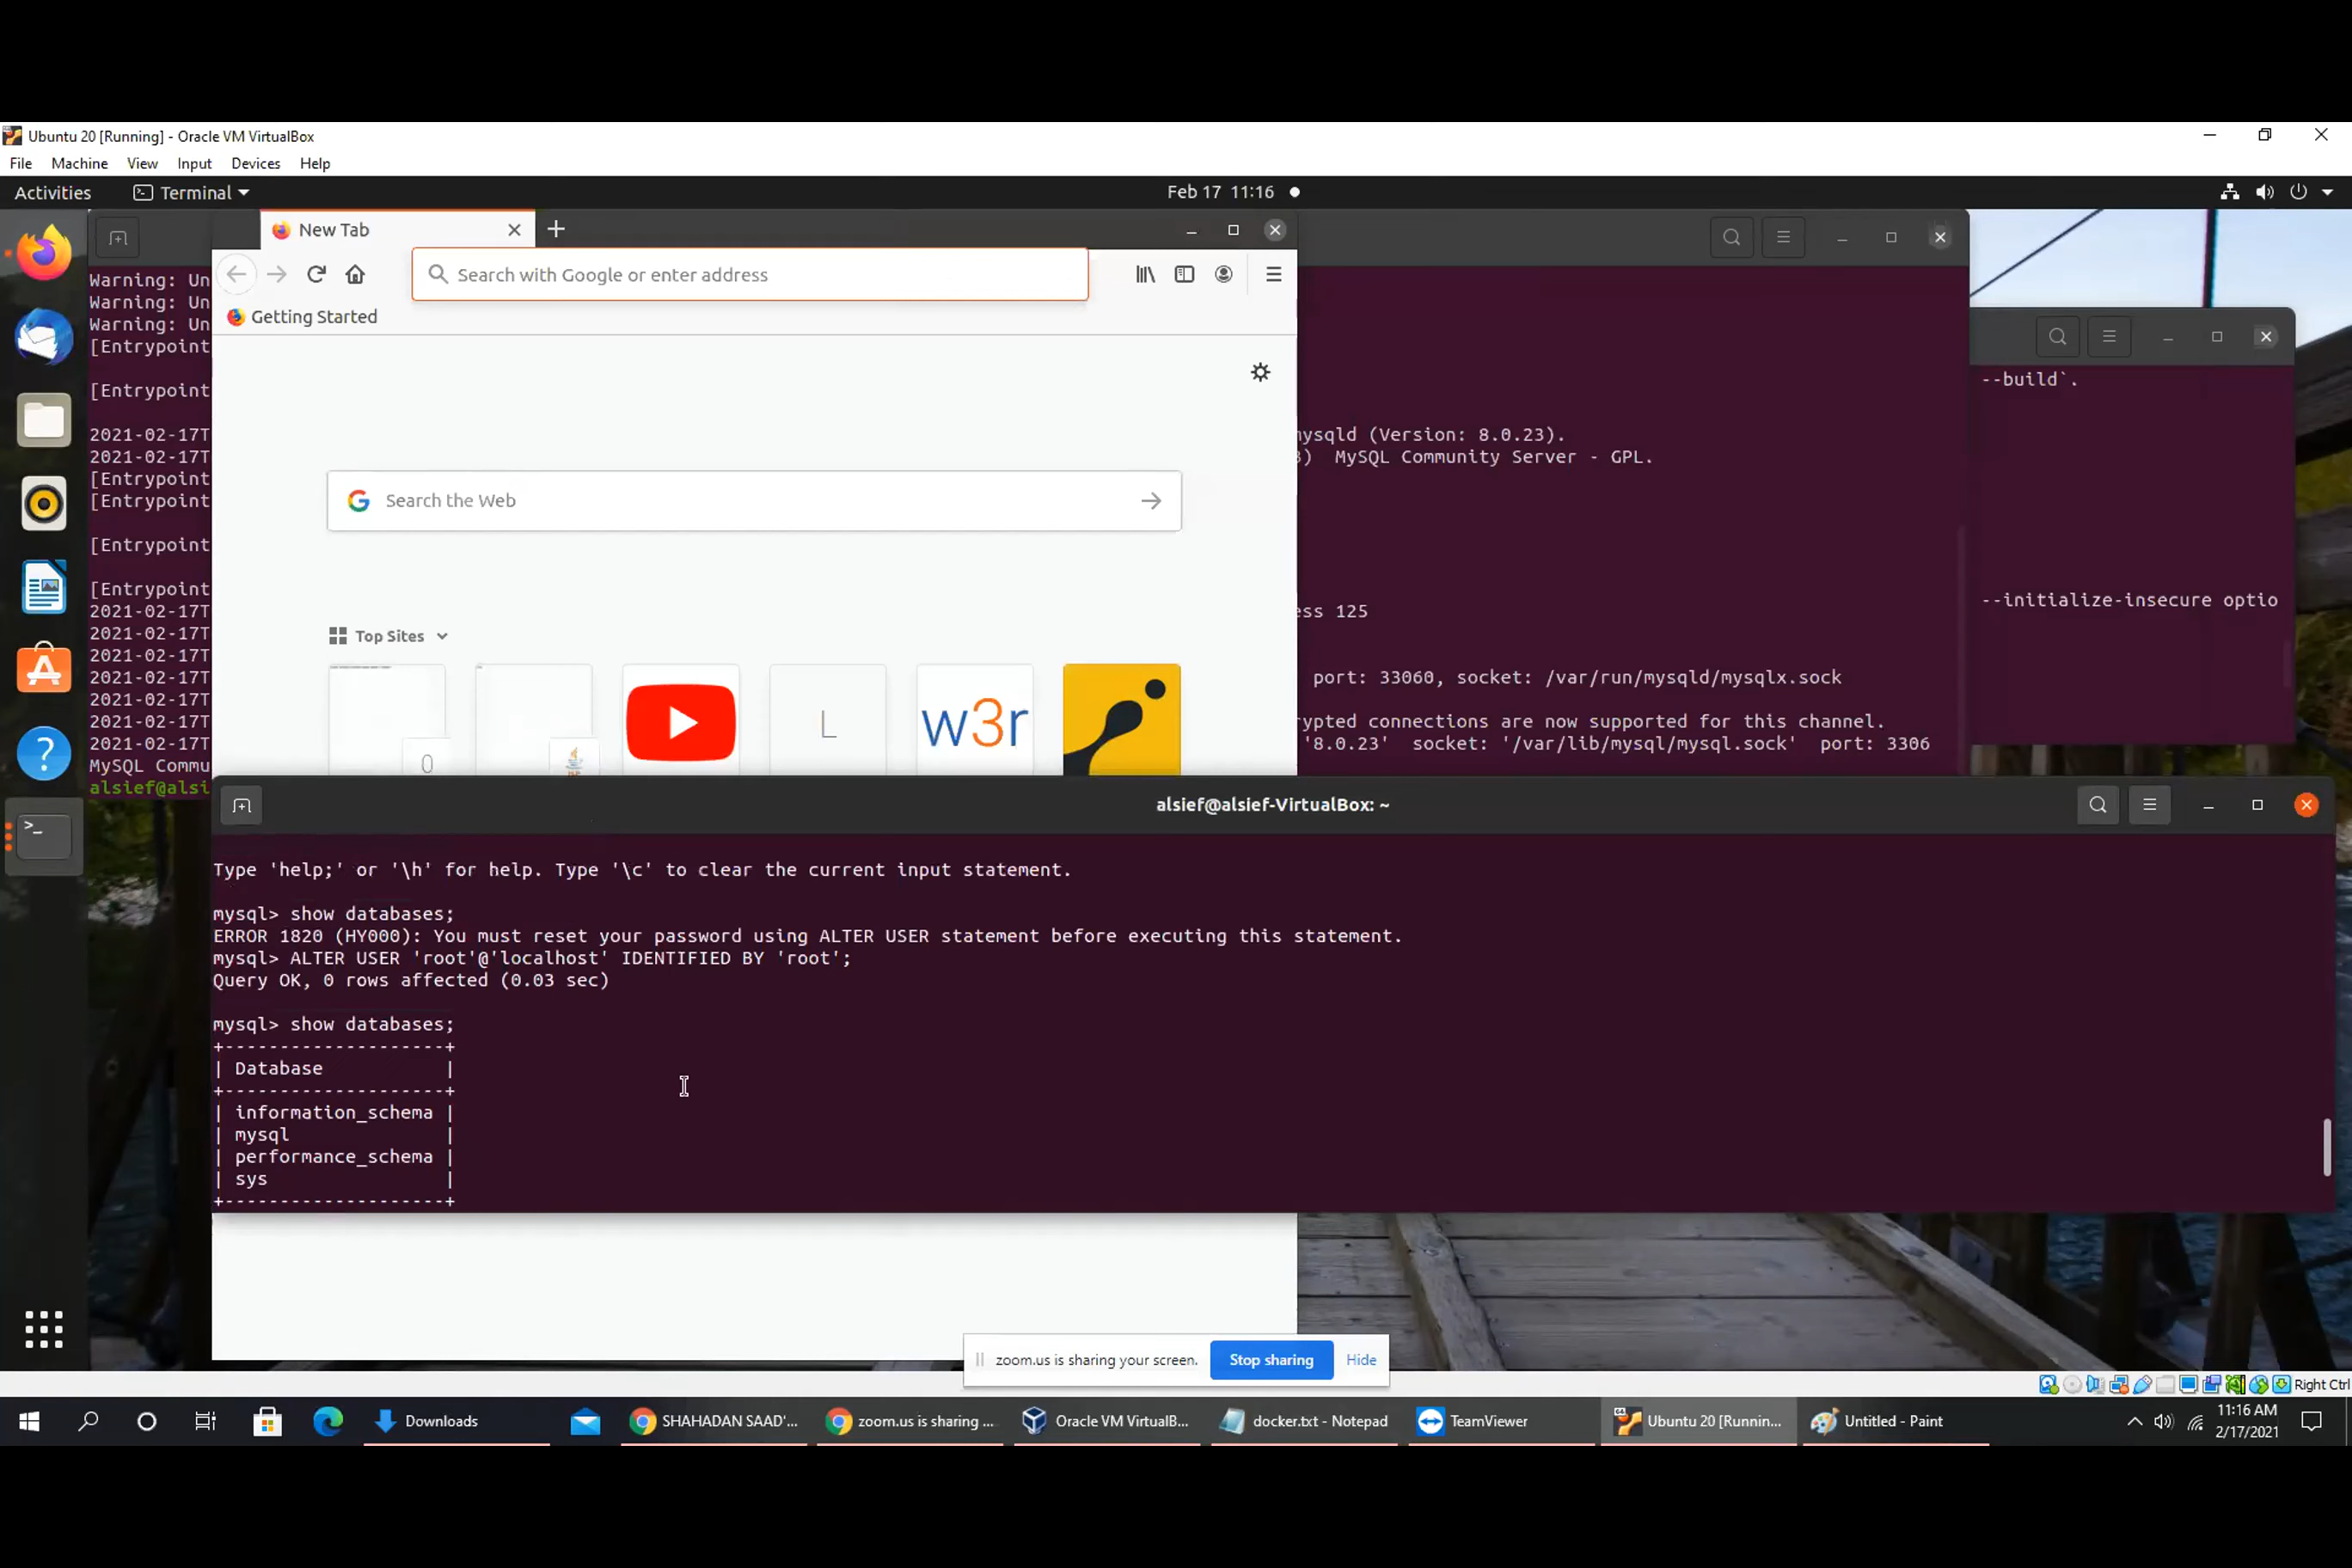 Ubuntu 20 [Running] - Oracle VM VirtualBox
File Machine View Input Devices Help
Activities Terminal Feb 17 11:16
New Tab
Search with Google or enter address
Getting Started
Search the Web
Top Sites
0
L
w3r
Warning: Un
Warning: Un
Warning: Un
[Entrypoint
[Entrypoint
2021-02-17T
2021-02-17T
[Entrypoint
[Entrypoint
[Entrypoint
[Entrypoint
2021-02-17T
2021-02-17T
2021-02-17T
2021-02-17T
2021-02-17T
2021-02-17T
2021-02-17T
MySQL Commu
alsief@alsi
mysqld (Version: 8.0.23).
) MySQL Community Server - GPL.
ess 125
port: 33060, socket: /var/run/mysqld/mysqlx.sock
rypted connections are now supported for this channel.
'8.0.23' socket: '/var/lib/mysql/mysql.sock' port: 3306
--build`.
--initialize-insecure optio
alsief@alsief-VirtualBox: ~
Type 'help;' or '\h' for help. Type '\c' to clear the current input statement.
mysql> show databases;
ERROR 1820 (HY000): You must reset your password using ALTER USER statement before executing this statement.
mysql> ALTER USER 'root'@'localhost' IDENTIFIED BY 'root';
Query OK, 0 rows affected (0.03 sec)
mysql> show databases;
+--------------------+
| Database           |
+--------------------+
| information_schema |
| mysql              |
| performance_schema |
| sys                |
+--------------------+
zoom.us is sharing your screen. Stop sharing Hide
Right Ctrl
Downloads SHAHADAN SAAD'... zoom.us is sharing ... Oracle VM VirtualB... docker.txt - Notepad TeamViewer Ubuntu 20 [Runnin... Untitled - Paint
11:16 AM
2/17/2021